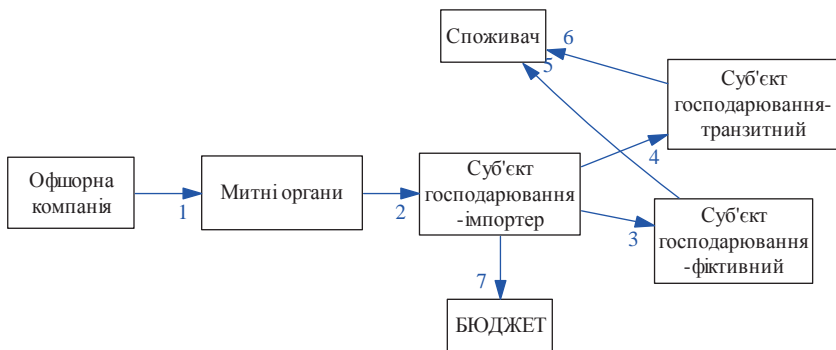 Споживач
6
5
Суб'єкт
господарювання-
транзитний
4
Офшорна
компанія
1
Митні органи
2
Суб'єкт
господарювання
-імпортер
3
Суб'єкт
господарювання
-фіктивний
7
БЮДЖЕТ